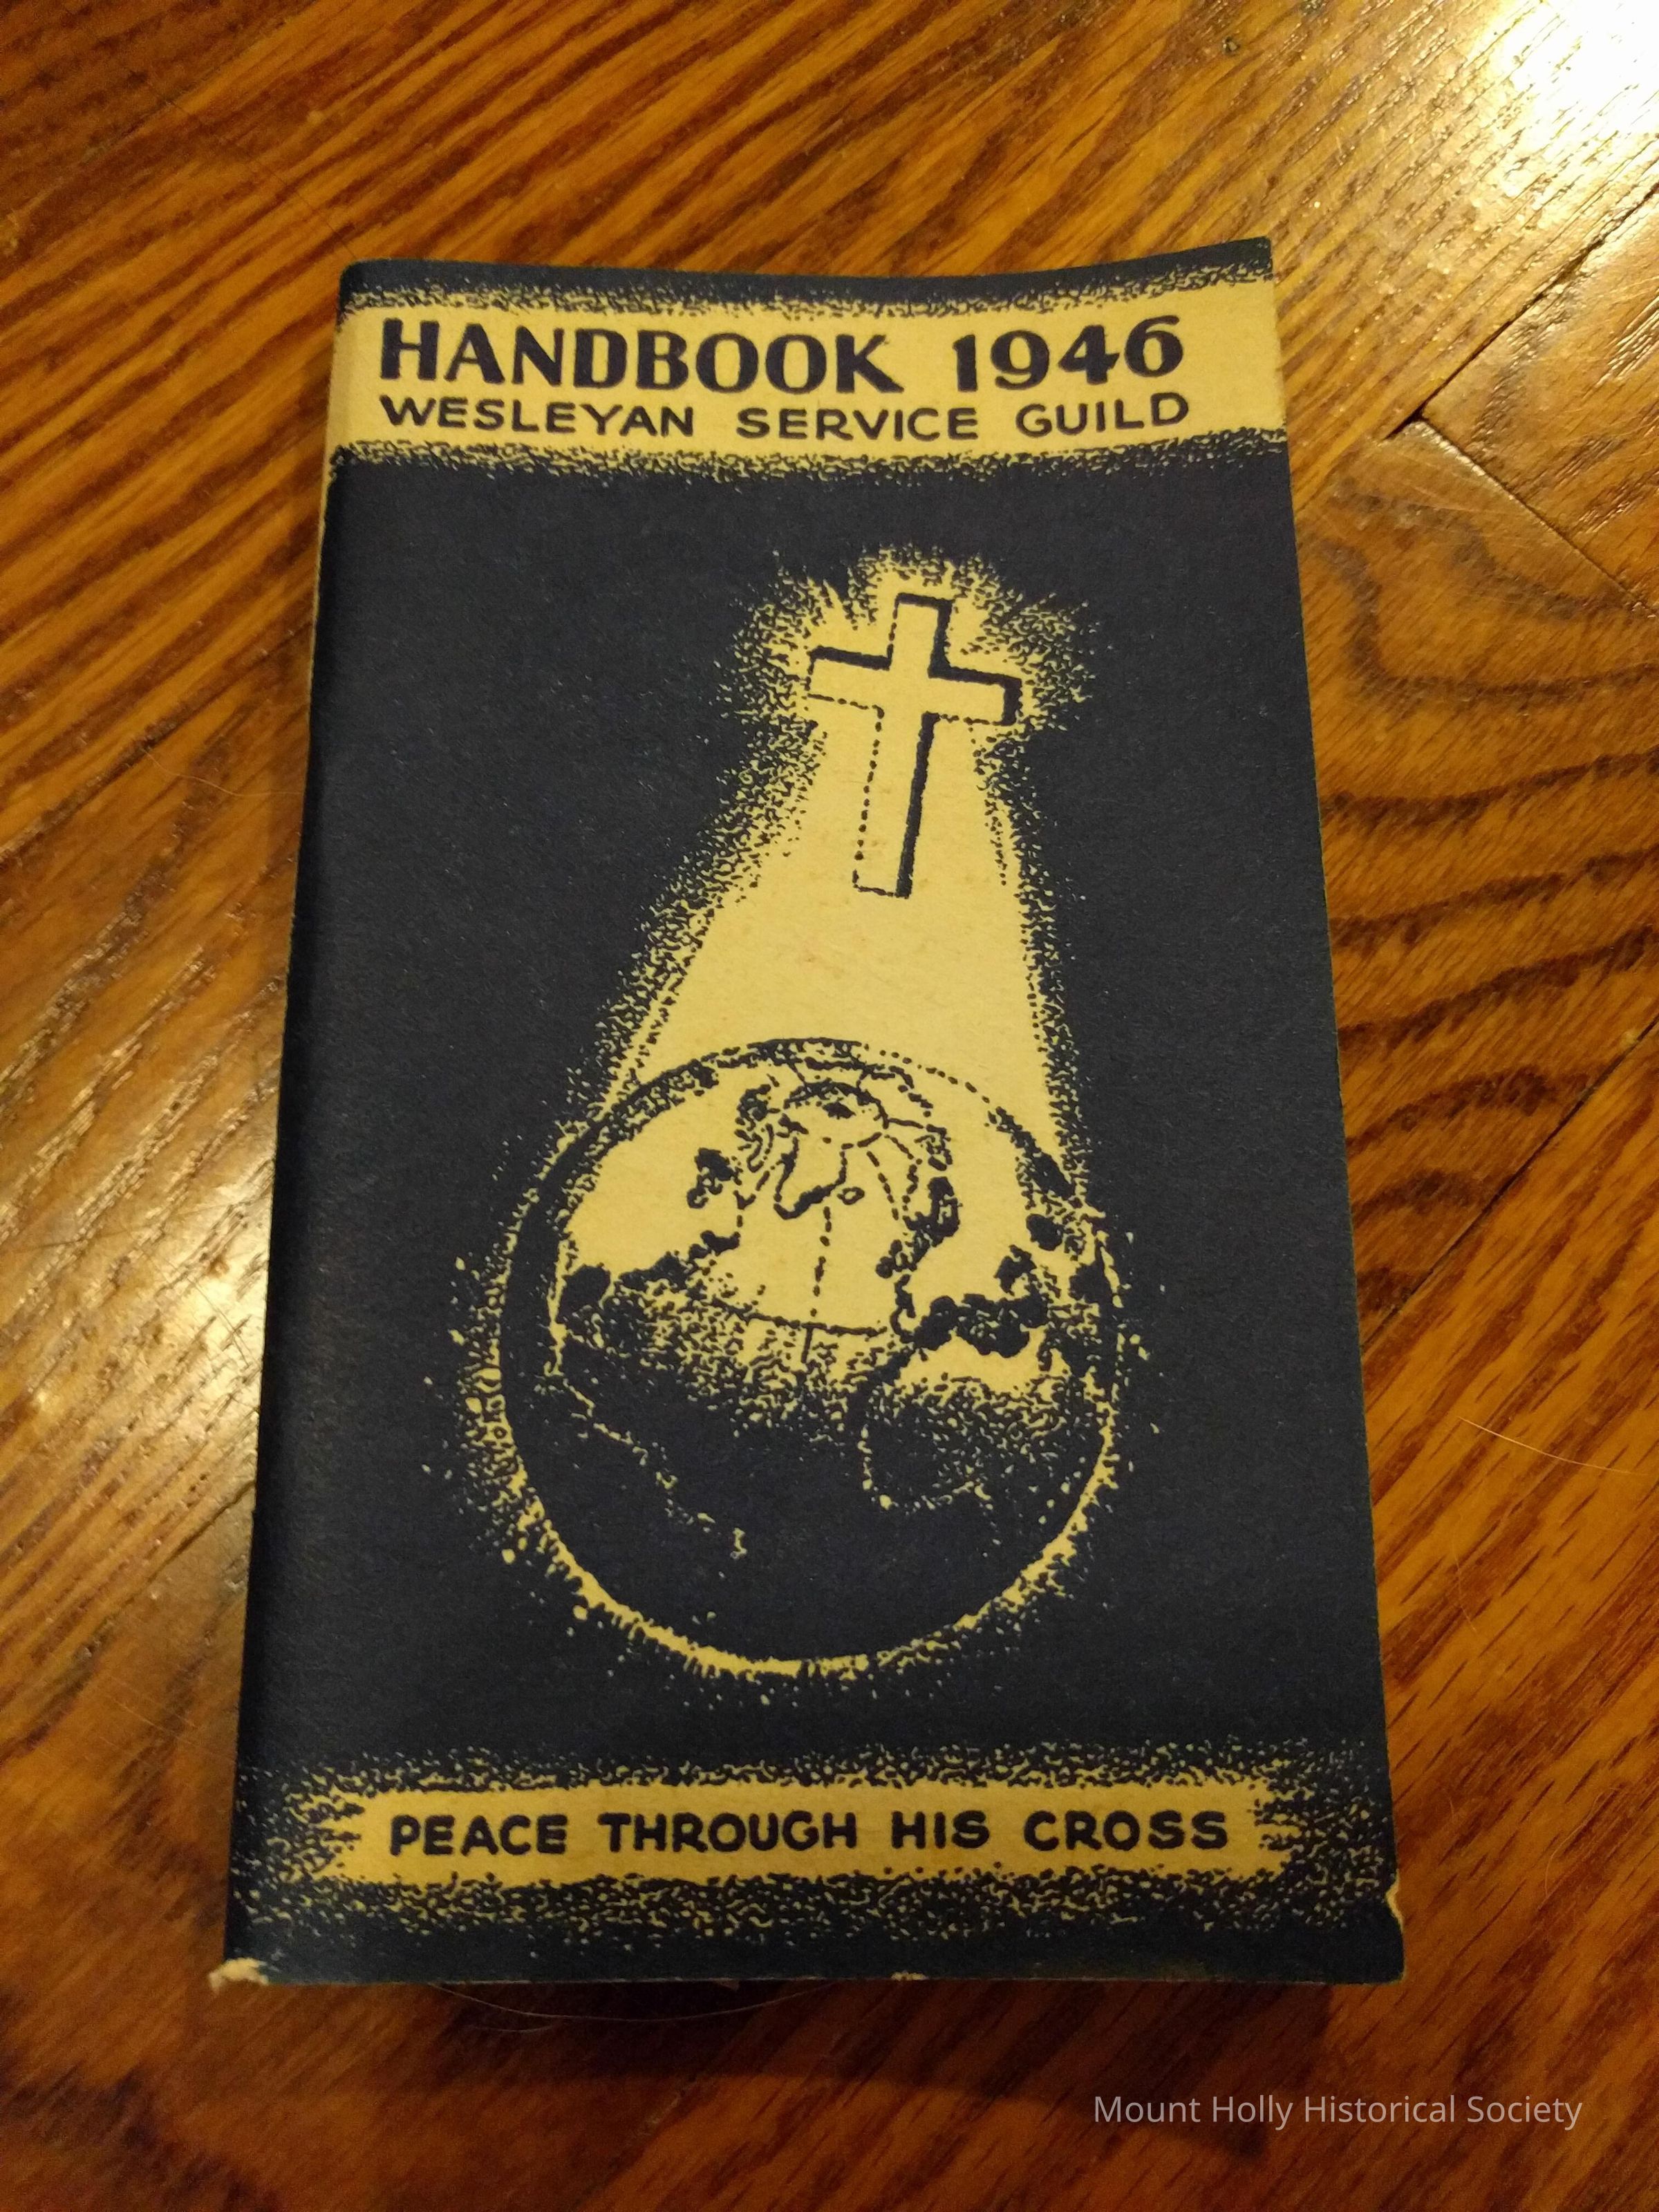 HANDBOOK 1946
WESLEYAN SERVICE GUILD
PEACE THROUGH HIS CROSS
Mount Holly Historical Society